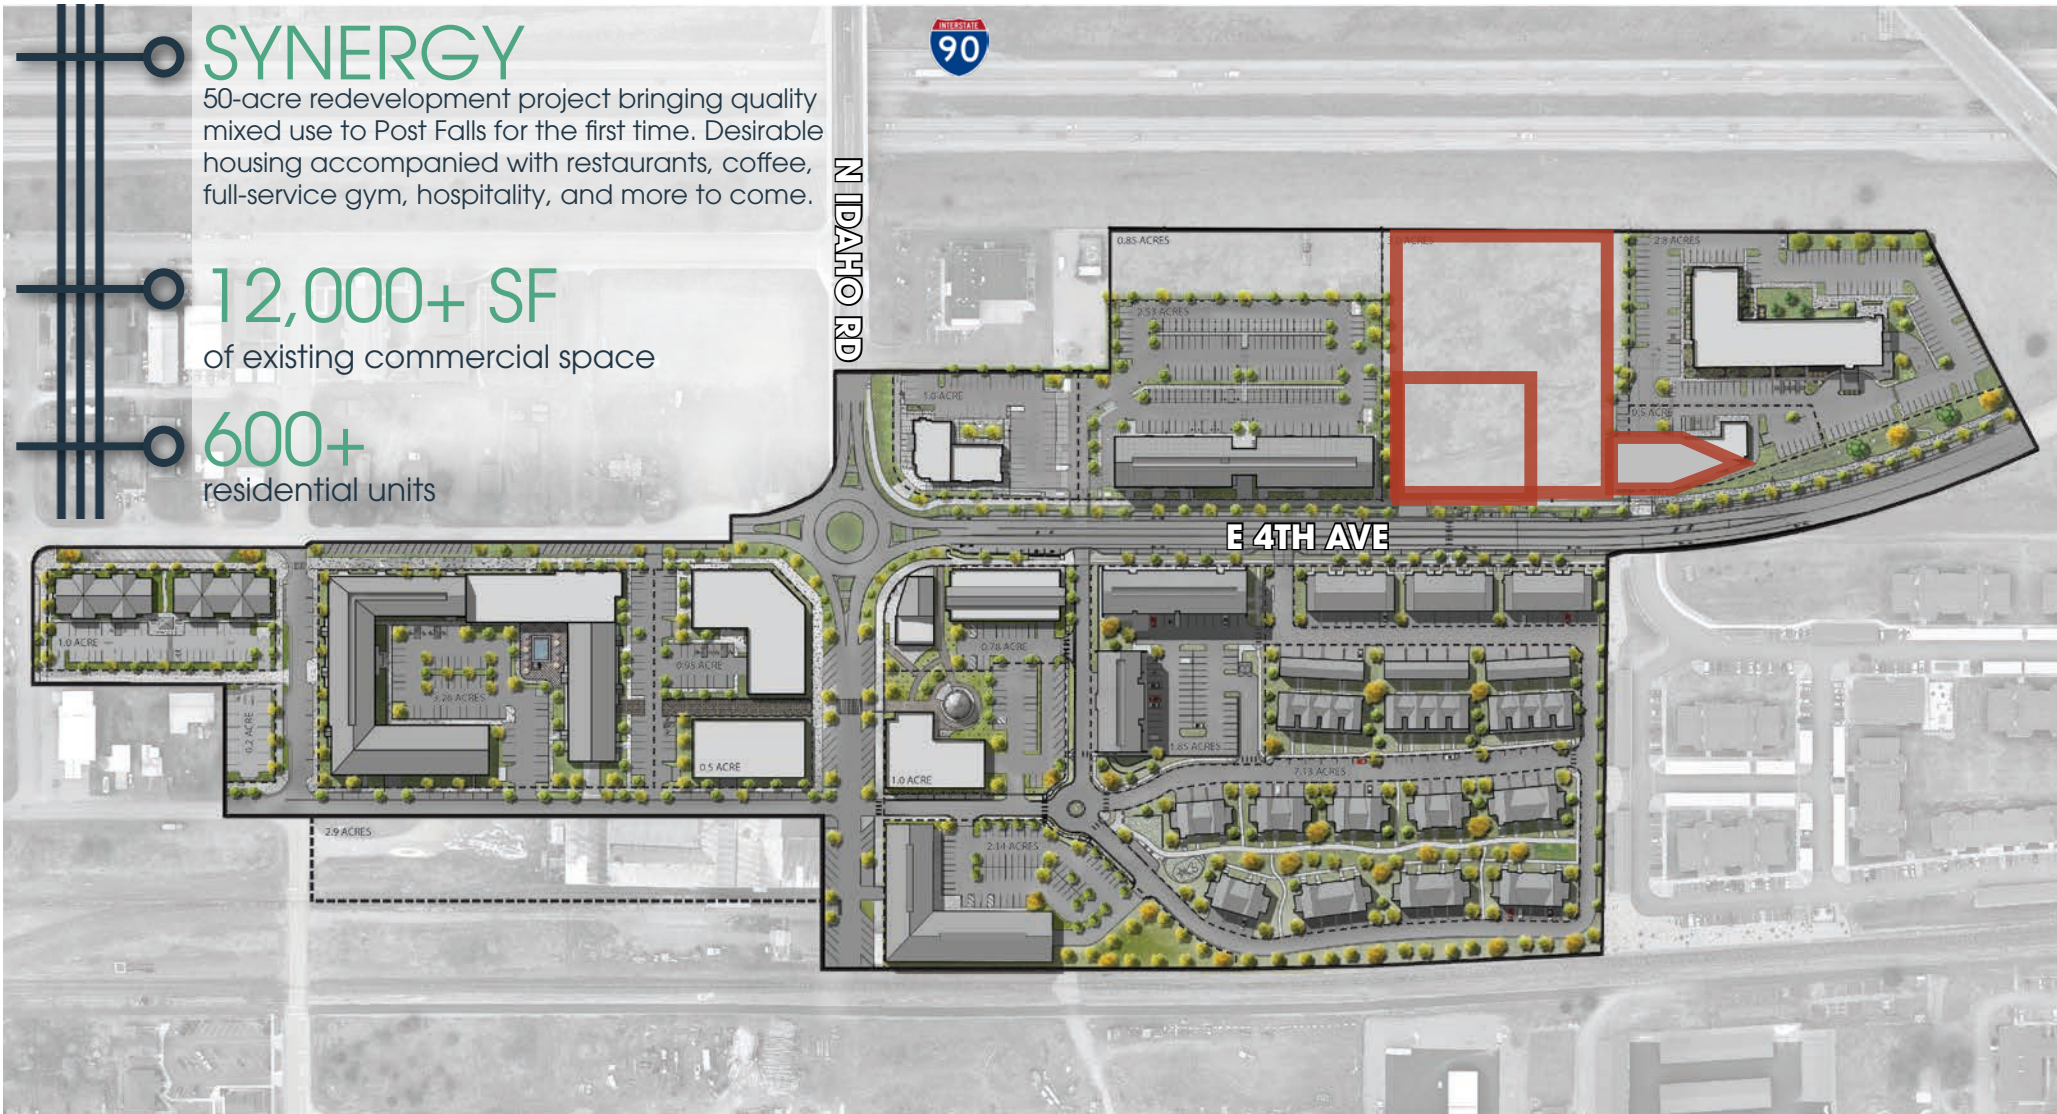 SYNERGY
50-acre redevelopment project bringing quality
mixed use to Post Falls for the first time. Desirable
housing accompanied with restaurants, coffee,
full-service gym, hospitality, and more to come.
12,000+ SF
of existing commercial space
600+
residential units
INTERSTATE
90
N IDAHO RD
0.85 ACRES
3.0 ACRES
2.8 ACRES
2.53 ACRES
1.0 ACRE
0.5 ACRE
E 4TH AVE
1.0 ACRE
0.2 ACRE
3.26 ACRES
0.95 ACRE
0.5 ACRE
0.78 ACRE
1.0 ACRE
1.85 ACRES
7.13 ACRES
2.9 ACRES
2.14 ACRES